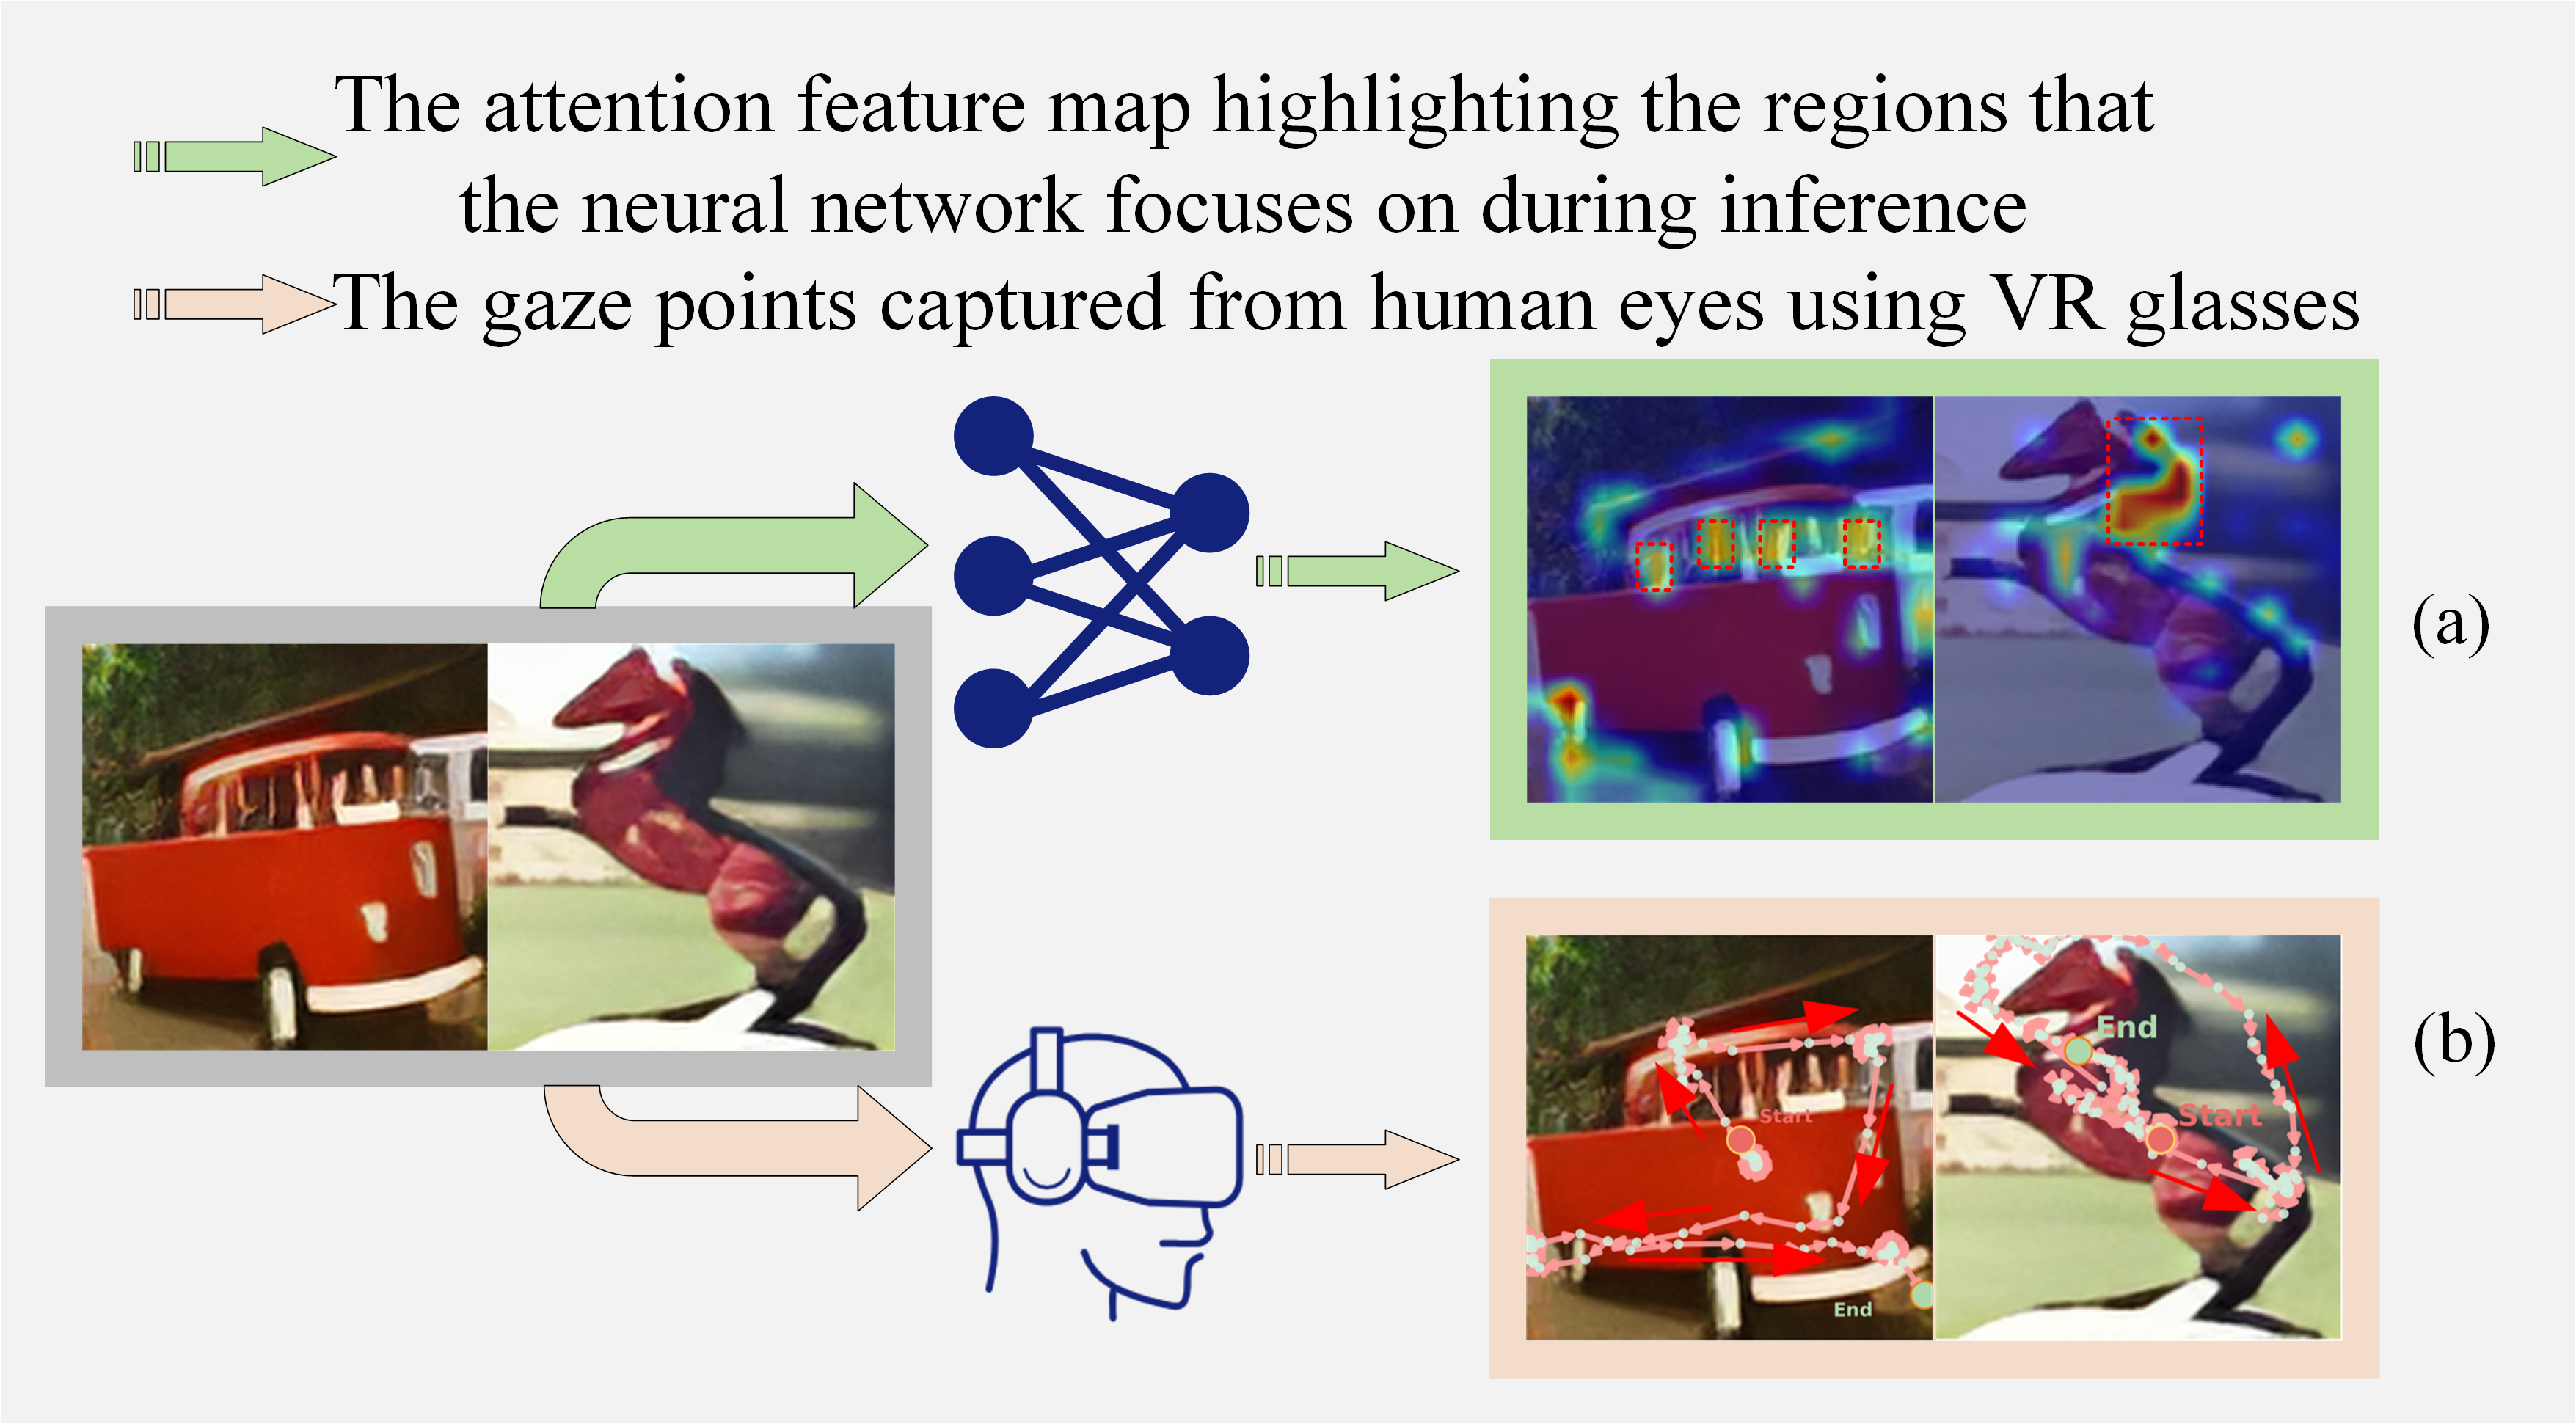 The attention feature map highlighting the regions that
the neural network focuses on during inference
The gaze points captured from human eyes using VR glasses
(a)
End
Start
Start
End
(b)